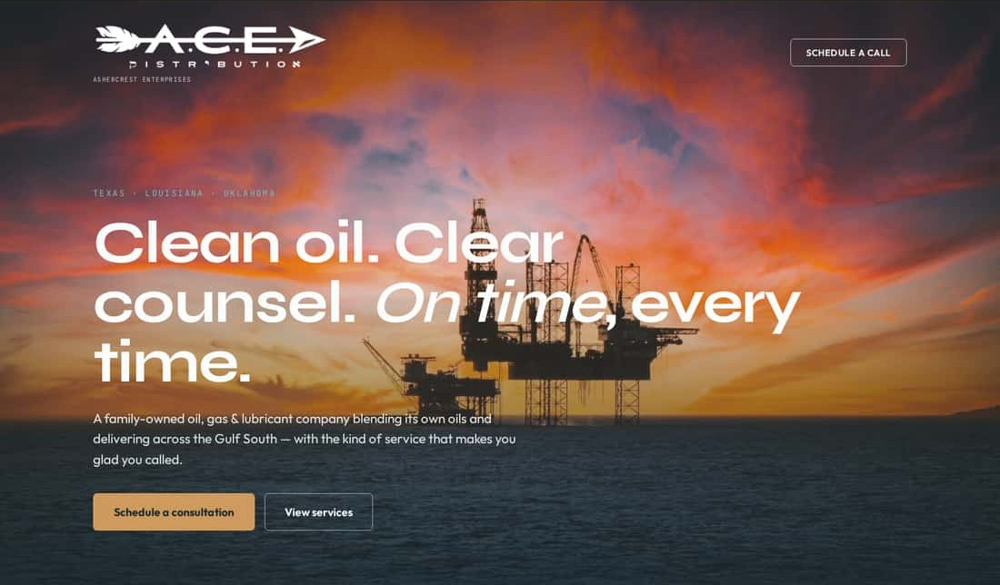 A.C.E.
DISTRIBUTION
ASHERCREST ENTERPRISES
SCHEDULE A CALL
TEXAS · LOUISIANA · OKLAHOMA
Clean oil. Clear
counsel. On time, every
time.
A family-owned oil, gas & lubricant company blending its own oils and
delivering across the Gulf South — with the kind of service that makes you
glad you called.
Schedule a consultation
View services